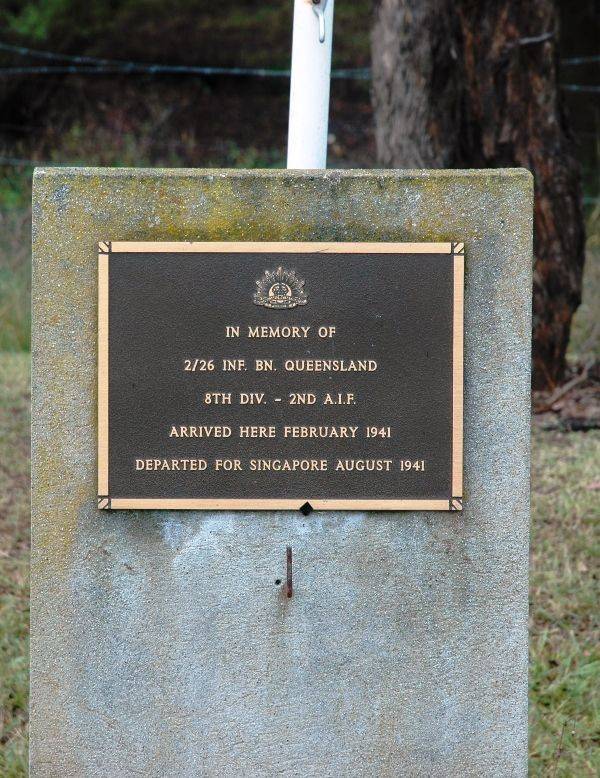 IN MEMORY OF
2/26 INF. BN. QUEENSLAND
8TH DIV. - 2ND A.I.F.
ARRIVED HERE FEBRUARY 1941
DEPARTED FOR SINGAPORE AUGUST 1941